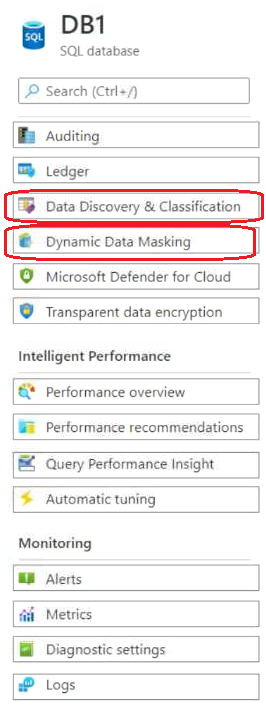 DB1
SQL
SQL database
Search (Ctrl+/)
Auditing
Ledger
Data Discovery & Classification
Dynamic Data Masking
Microsoft Defender for Cloud
Transparent data encryption
Intelligent Performance
Performance overview
Performance recommendations
Query Performance Insight
Automatic tuning
Monitoring
Alerts
Metrics
Diagnostic settings
Logs